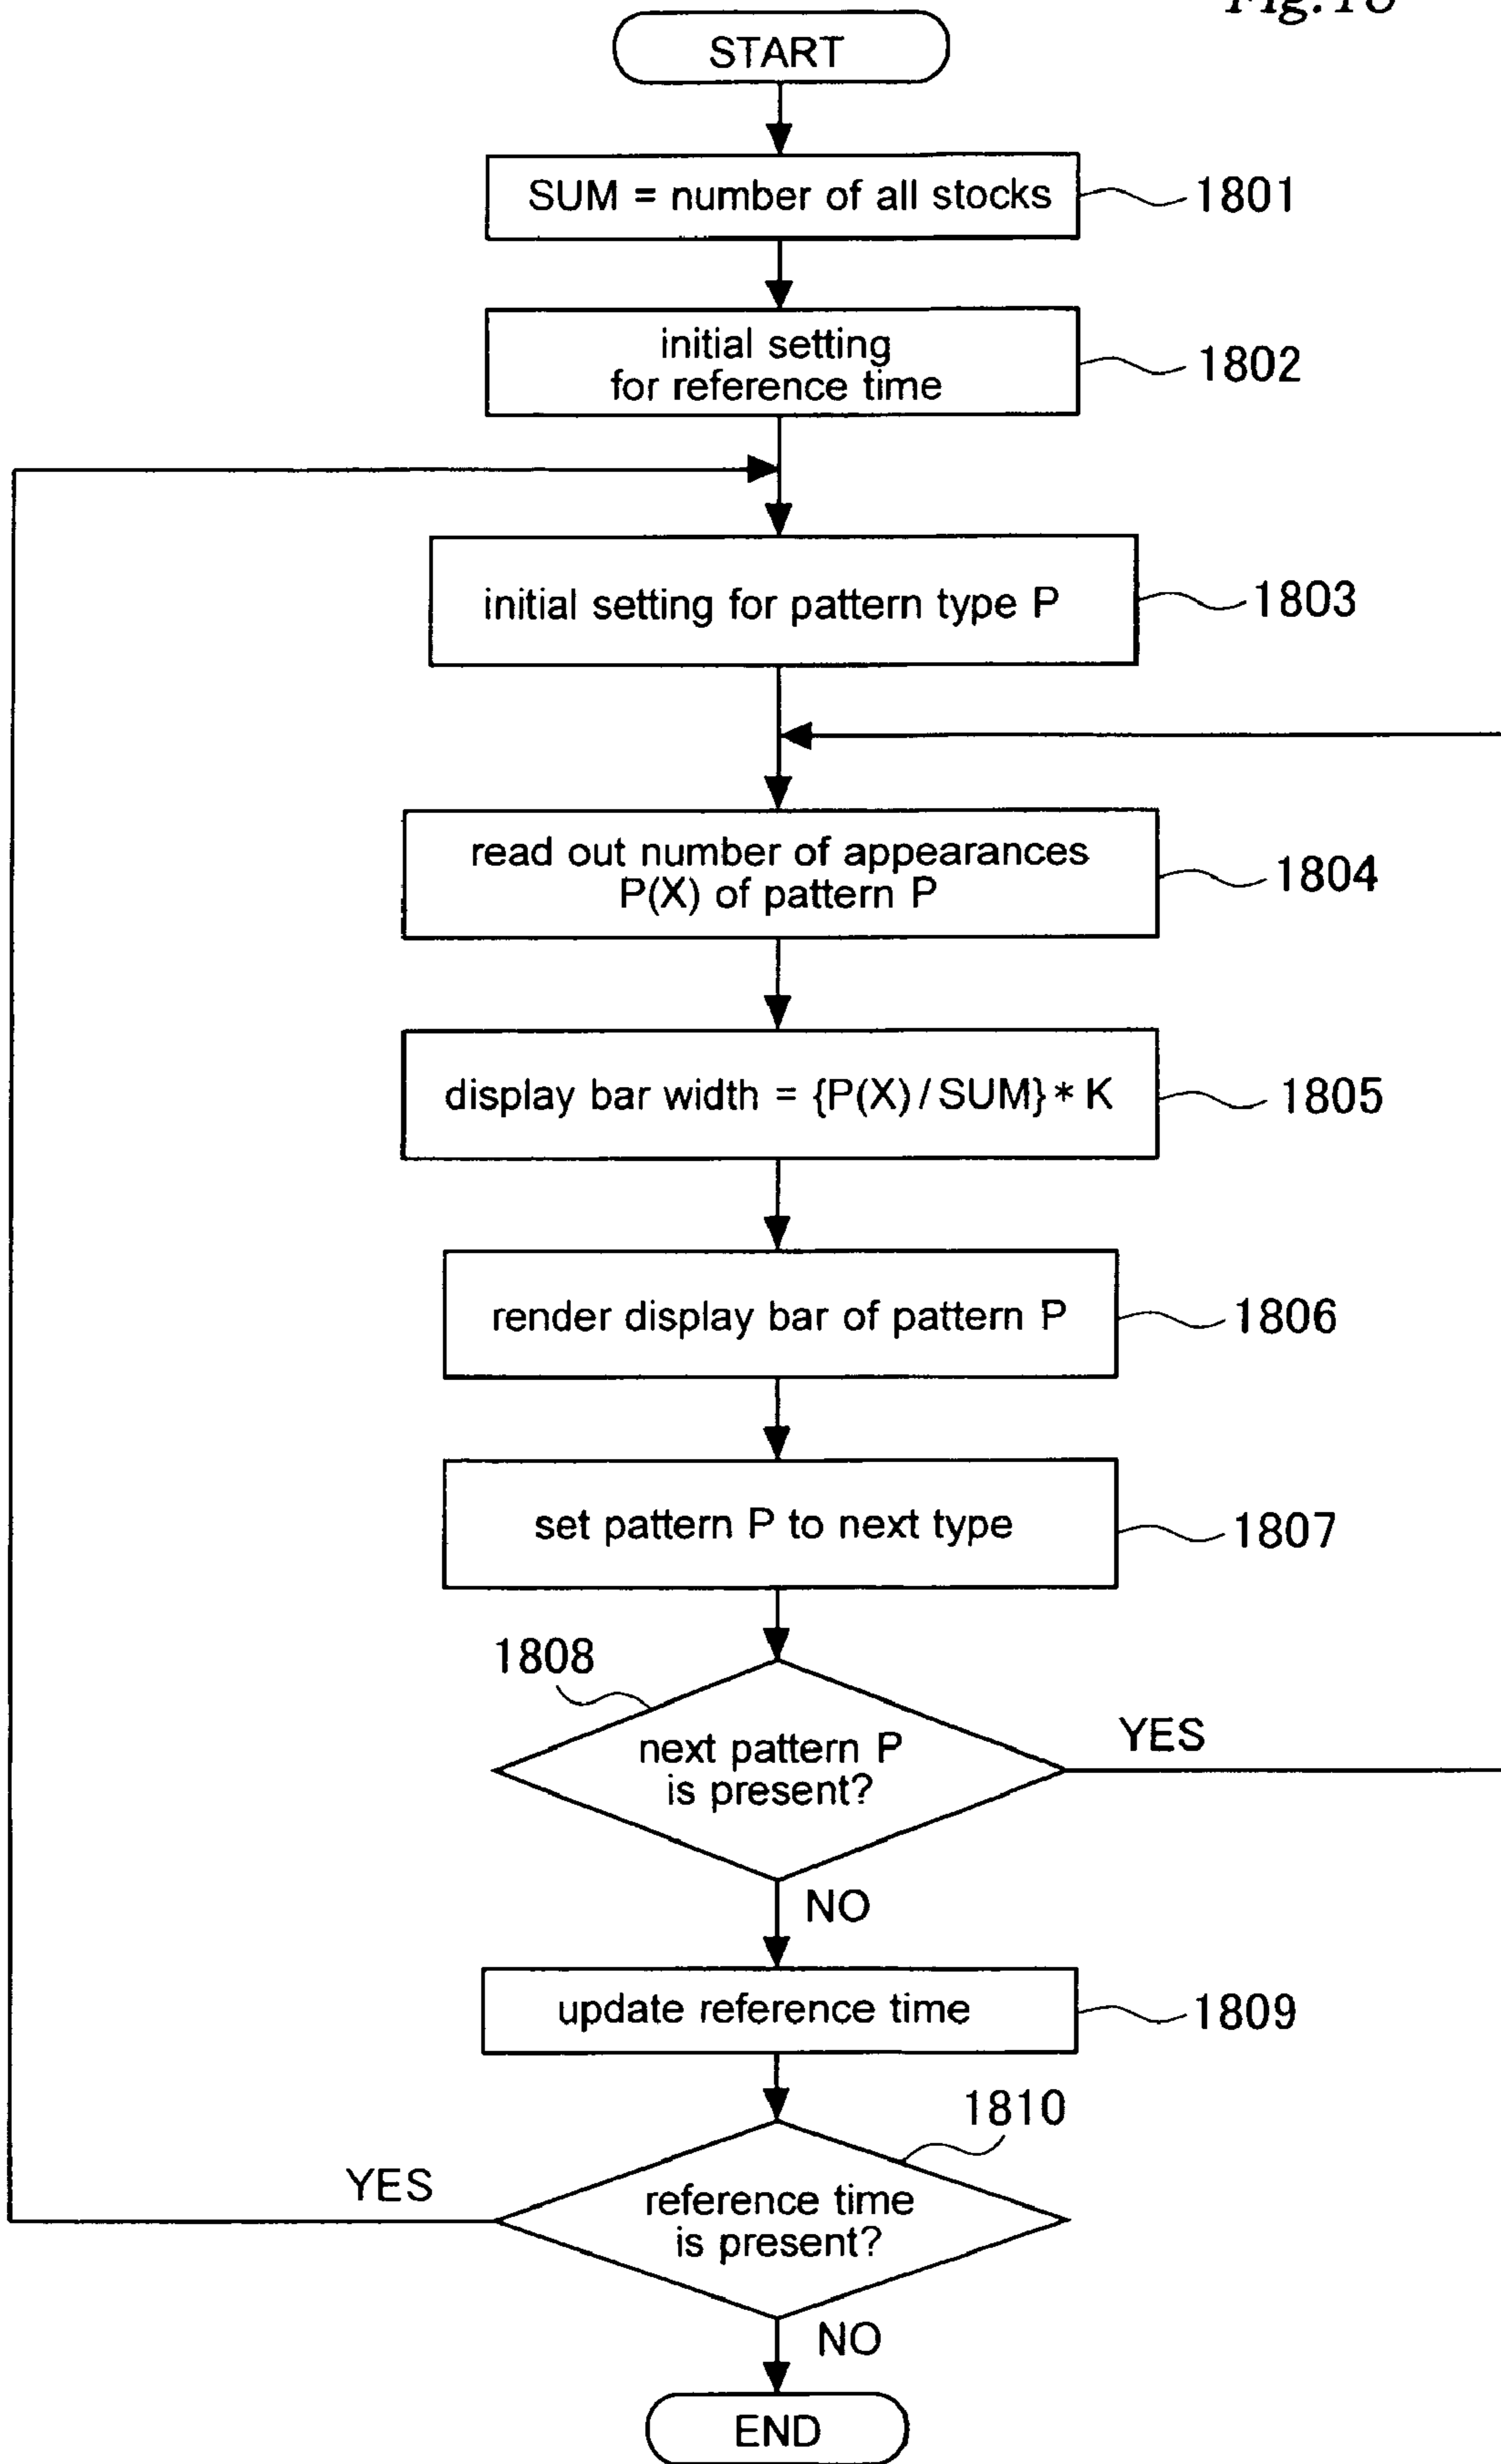 Fig. 18
START
SUM = number of all stocks
1801
initial setting
for reference time
1802
initial setting for pattern type P
1803
read out number of appearances
P(X) of pattern P
1804
display bar width = {P(X)/SUM}* K
1805
render display bar of pattern P
1806
set pattern P to next type
1807
1808
next pattern P
is present?
YES
NO
update reference time
1809
1810
YES
reference time
is present?
NO
END